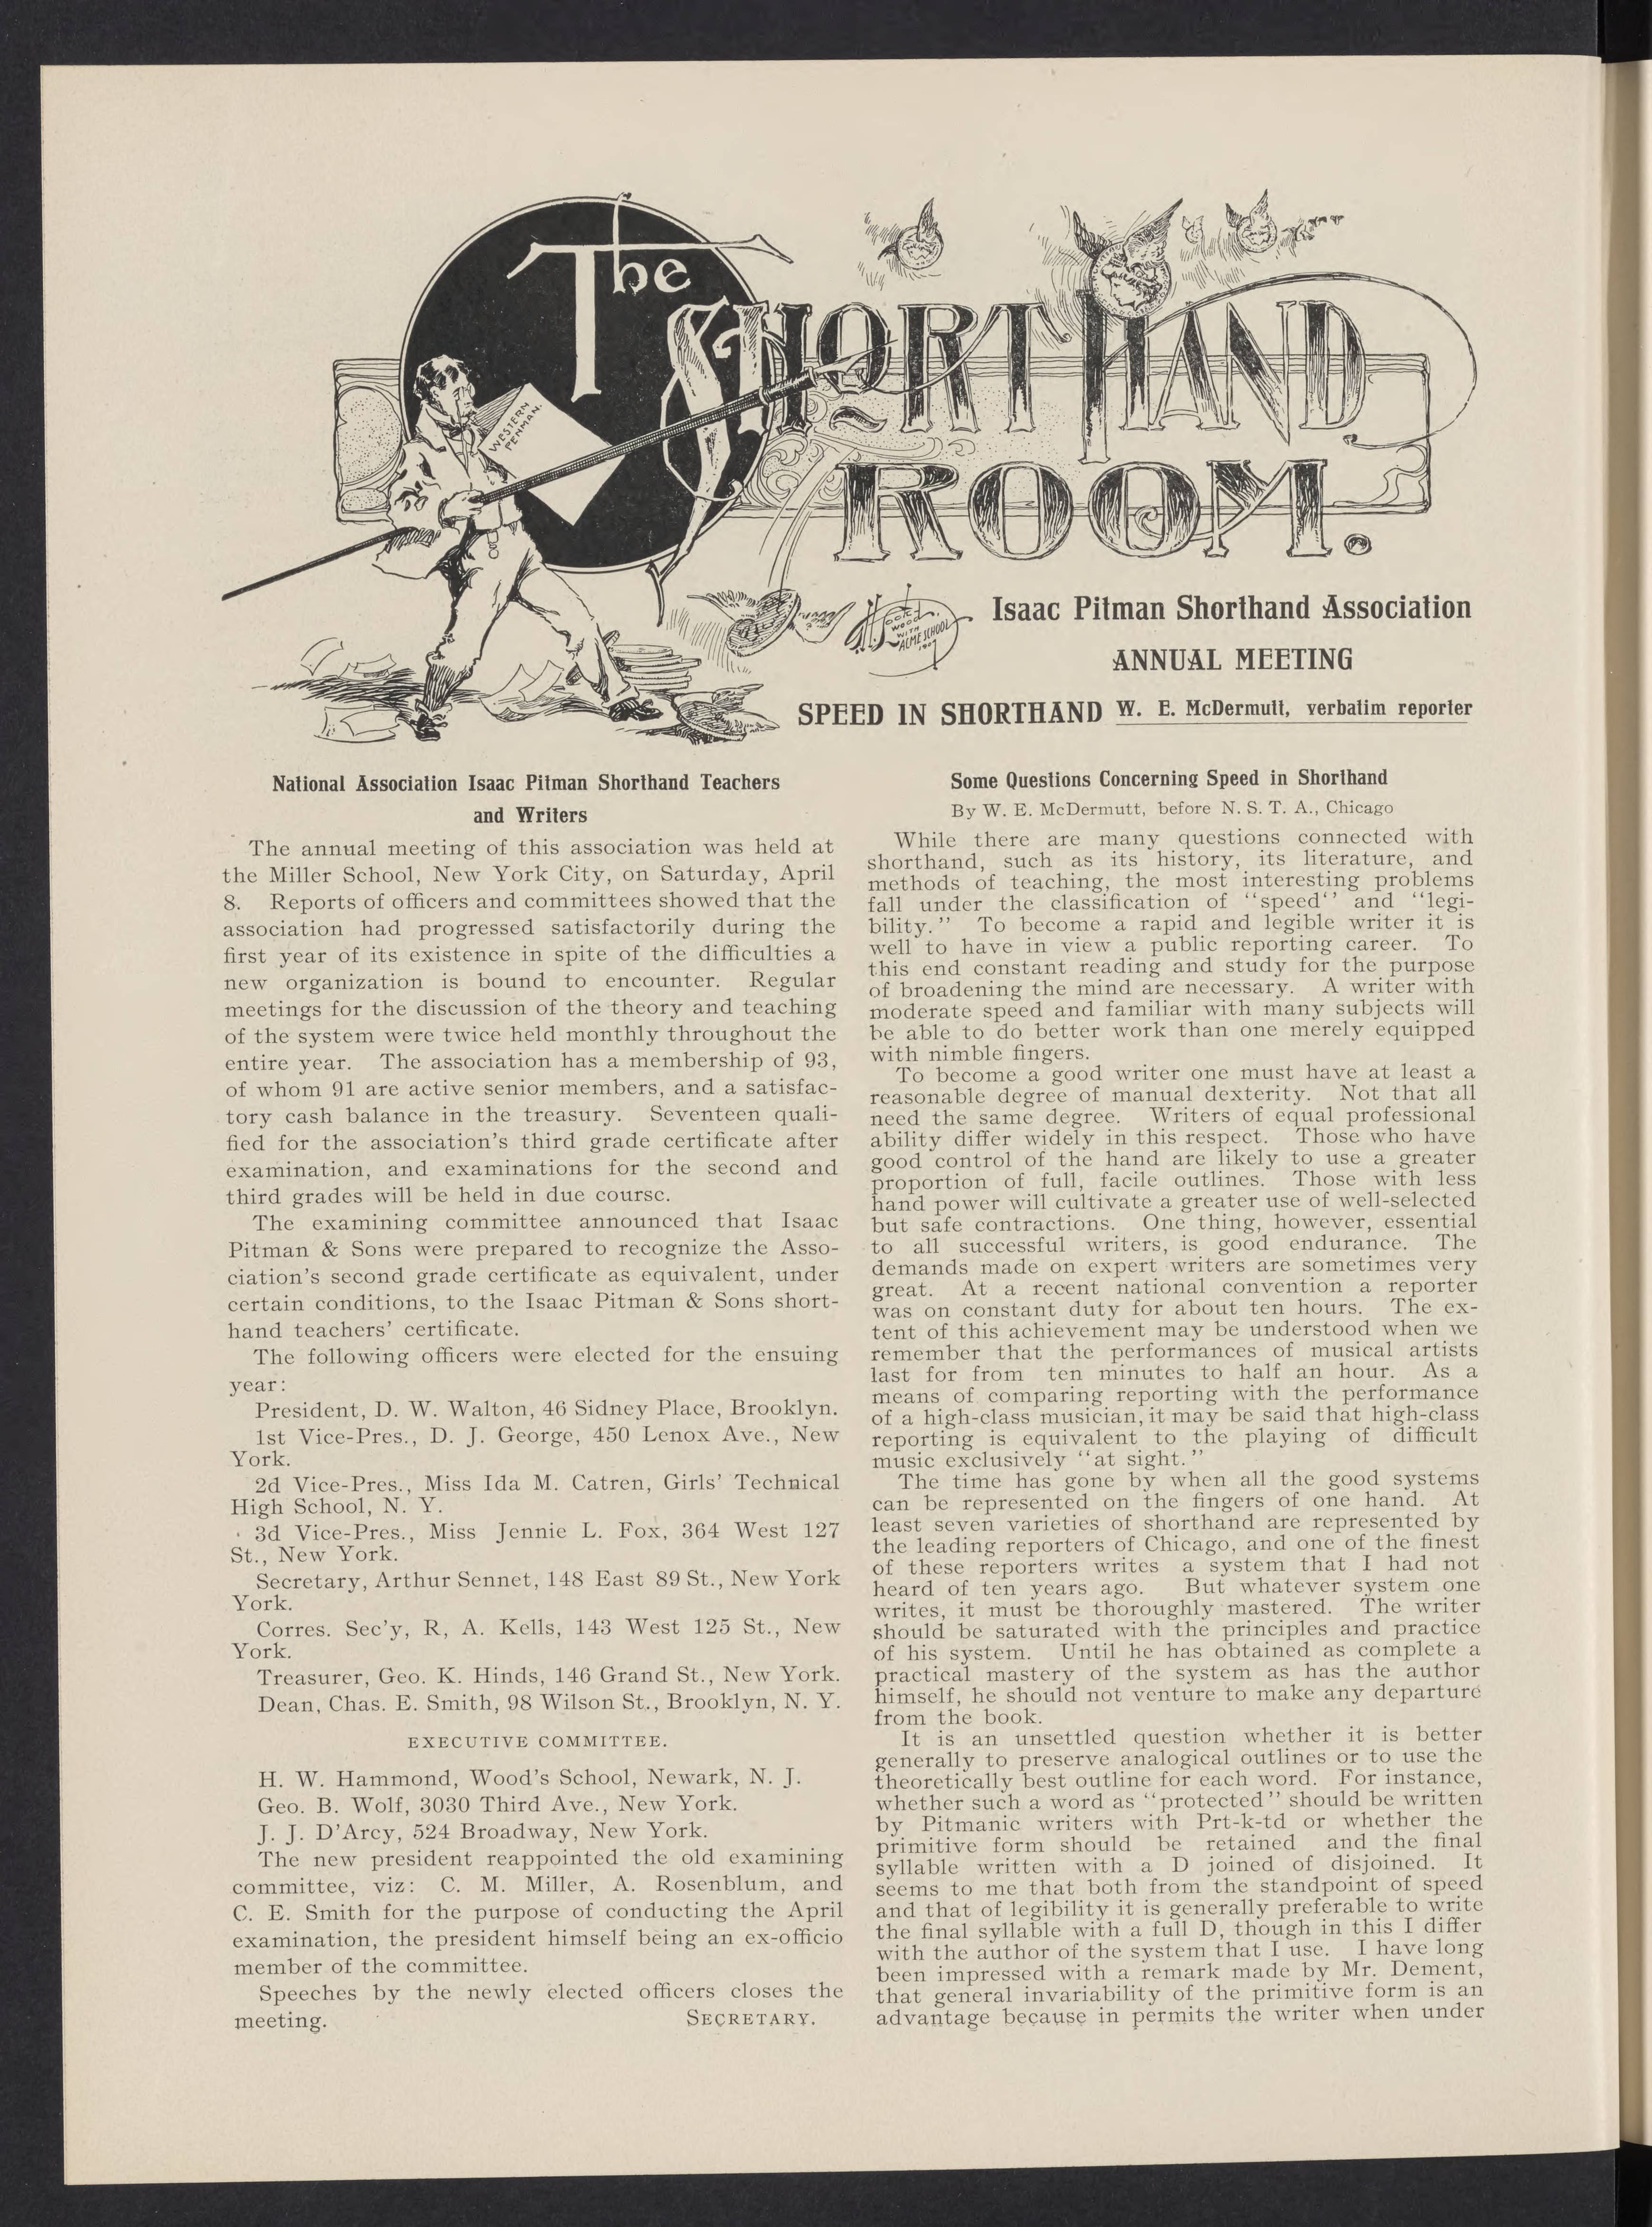 The
SHORTHAND
ROOM.
WESTERN
PENMAN.
WITH
ACME SCHOOL
Isaac Pitman Shorthand Association
ANNUAL MEETING
SPEED IN SHORTHAND W. E. McDermutt, verbatim reporter
National Association Isaac Pitman Shorthand Teachers
and Writers
The annual meeting of this association was held at
the Miller School, New York City, on Saturday, April
8. Reports of officers and committees showed that the
association had progressed satisfactorily during the
first year of its existence in spite of the difficulties a
new organization is bound to encounter. Regular
meetings for the discussion of the theory and teaching
of the system were twice held monthly throughout the
entire year. The association has a membership of 93,
of whom 91 are active senior members, and a satisfac-
tory cash balance in the treasury. Seventeen quali-
fied for the association's third grade certificate after
examination, and examinations for the second and
third grades will be held in due course.
The examining committee announced that Isaac
Pitman & Sons were prepared to recognize the Asso-
ciation's second grade certificate as equivalent, under
certain conditions, to the Isaac Pitman & Sons short-
hand teachers' certificate.
The following officers were elected for the ensuing
year:
President, D. W. Walton, 46 Sidney Place, Brooklyn.
1st Vice-Pres., D. J. George, 450 Lenox Ave., New
York.
2d Vice-Pres., Miss Ida M. Catren, Girls' Technical
High School, N. Y.
3d Vice-Pres., Miss Jennie L. Fox, 364 West 127
St., New York.
Secretary, Arthur Sennet, 148 East 89 St., New York
York.
Corres. Sec'y, R, A. Kells, 143 West 125 St., New
York.
Treasurer, Geo. K. Hinds, 146 Grand St., New York.
Dean, Chas. E. Smith, 98 Wilson St., Brooklyn, N. Y.
EXECUTIVE COMMITTEE.
H. W. Hammond, Wood's School, Newark, N. J.
Geo. B. Wolf, 3030 Third Ave., New York.
J. J. D'Arcy, 524 Broadway, New York.
The new president reappointed the old examining
committee, viz: C. M. Miller, A. Rosenblum, and
C. E. Smith for the purpose of conducting the April
examination, the president himself being an ex-officio
member of the committee.
Speeches by the newly elected officers closes the
meeting. SECRETARY.
Some Questions Concerning Speed in Shorthand
By W. E. McDermutt, before N. S. T. A., Chicago
While there are many questions connected with
shorthand, such as its history, its literature, and
methods of teaching, the most interesting problems
fall under the classification of "speed" and "legi-
bility." To become a rapid and legible writer it is
well to have in view a public reporting career. To
this end constant reading and study for the purpose
of broadening the mind are necessary. A writer with
moderate speed and familiar with many subjects will
be able to do better work than one merely equipped
with nimble fingers.
To become a good writer one must have at least a
reasonable degree of manual dexterity. Not that all
need the same degree. Writers of equal professional
ability differ widely in this respect. Those who have
good control of the hand are likely to use a greater
proportion of full, facile outlines. Those with less
hand power will cultivate a greater use of well-selected
but safe contractions. One thing, however, essential
to all successful writers, is good endurance. The
demands made on expert writers are sometimes very
great. At a recent national convention a reporter
was on constant duty for about ten hours. The ex-
tent of this achievement may be understood when we
remember that the performances of musical artists
last for from ten minutes to half an hour. As a
means of comparing reporting with the performance
of a high-class musician, it may be said that high-class
reporting is equivalent to the playing of difficult
music exclusively "at sight."
The time has gone by when all the good systems
can be represented on the fingers of one hand. At
least seven varieties of shorthand are represented by
the leading reporters of Chicago, and one of the finest
of these reporters writes a system that I had not
heard of ten years ago. But whatever system one
writes, it must be thoroughly mastered. The writer
should be saturated with the principles and practice
of his system. Until he has obtained as complete a
practical mastery of the system as has the author
himself, he should not venture to make any departure
from the book.
It is an unsettled question whether it is better
generally to preserve analogical outlines or to use the
theoretically best outline for each word. For instance,
whether such a word as "protected" should be written
by Pitmanic writers with Prt-k-td or whether the
primitive form should be retained and the final
syllable written with a D joined of disjoined. It
seems to me that both from the standpoint of speed
and that of legibility it is generally preferable to write
the final syllable with a full D, though in this I differ
with the author of the system that I use. I have long
been impressed with a remark made by Mr. Dement,
that general invariability of the primitive form is an
advantage because in permits the writer when under